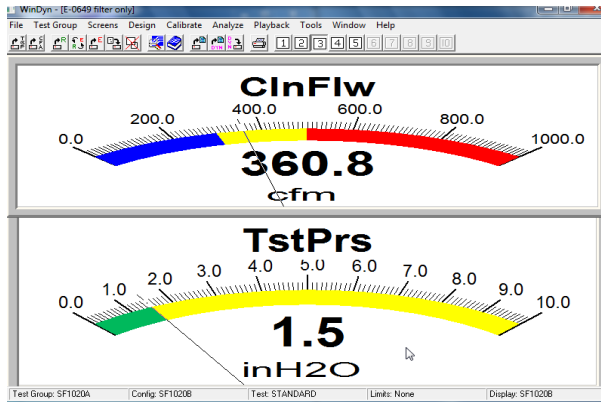 WinDyn - [E-0649 filter only]
File Test Group Screens Design Calibrate Analyze Playback Tools Window Help
1 2 3 4 5 6 7 8 9 10
ClnFlw
0.0 200.0 400.0 600.0 800.0 1000.0
360.8
cfm
TstPrs
0.0 1.0 2.0 3.0 4.0 5.0 6.0 7.0 8.0 9.0 10.0
1.5
inH2O
Test Group: SF1020A Config: SF1020B Test: STANDARD Limits: None Display: SF1020B